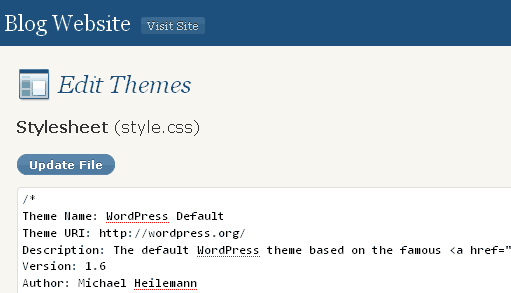 Blog Website Visit Site
Edit Themes
Stylesheet (style.css)
Update File
/*
Theme Name: WordPress Default
Theme URI: http://wordpress.org/
Description: The default WordPress theme based on the famous <a href="
Version: 1.6
Author: Michael Heilemann